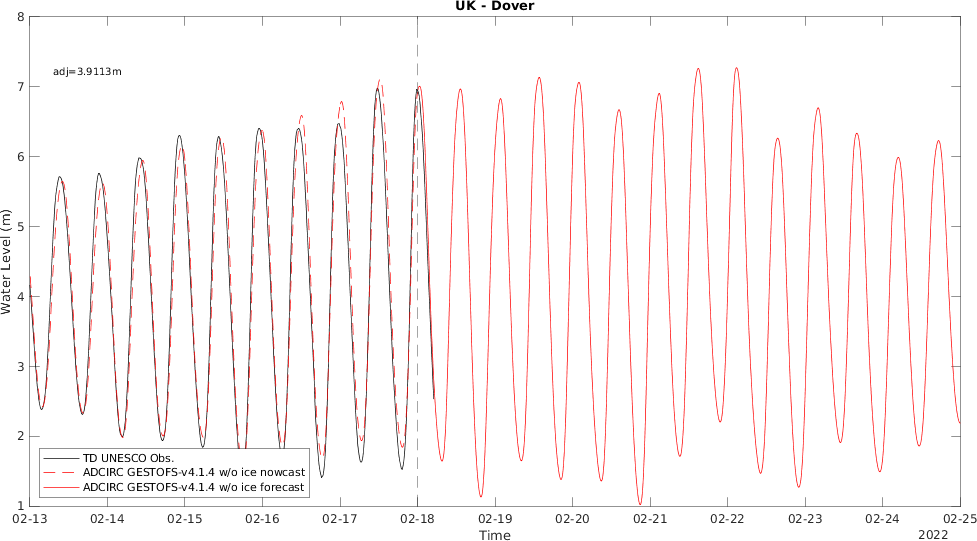 UK - Dover
8
adj=3.9113m
7
6
5
Water Level (m)
4
3
2
TD UNESCO Obs.
ADCIRC GESTOFS-v4.1.4 w/o ice nowcast
ADCIRC GESTOFS-v4.1.4 w/o ice forecast
1
02-13 02-14 02-15 02-16 02-17 02-18 02-19 02-20 02-21 02-22 02-23 02-24 02-25
Time
2022